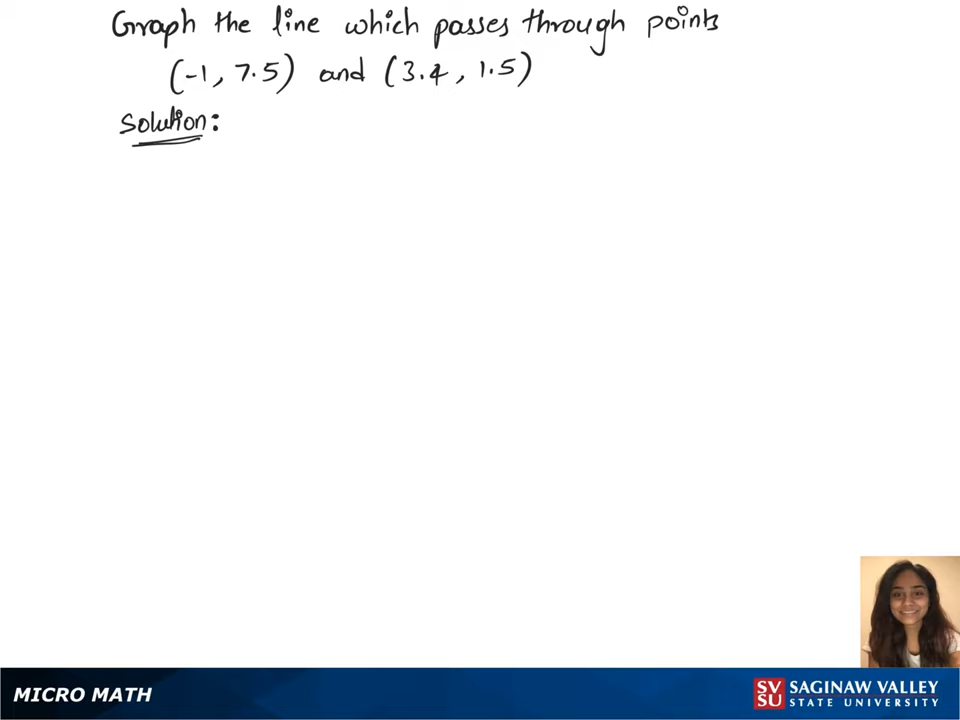 Graph the line which passes through points
(-1, 7.5) and (3.4, 1.5)
Solution:
MICRO MATH
SV
SU
SAGINAW VALLEY
STATE UNIVERSITY